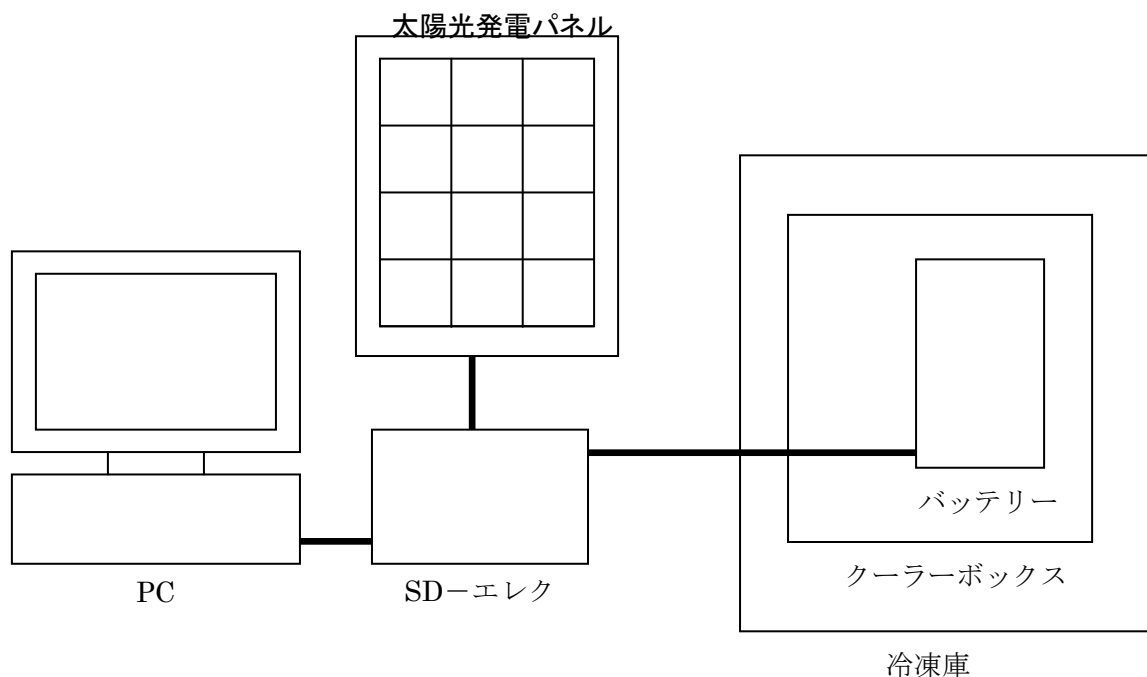 太陽光発電パネル
バッテリー
クーラーボックス
PC
SD－エレク
冷凍庫